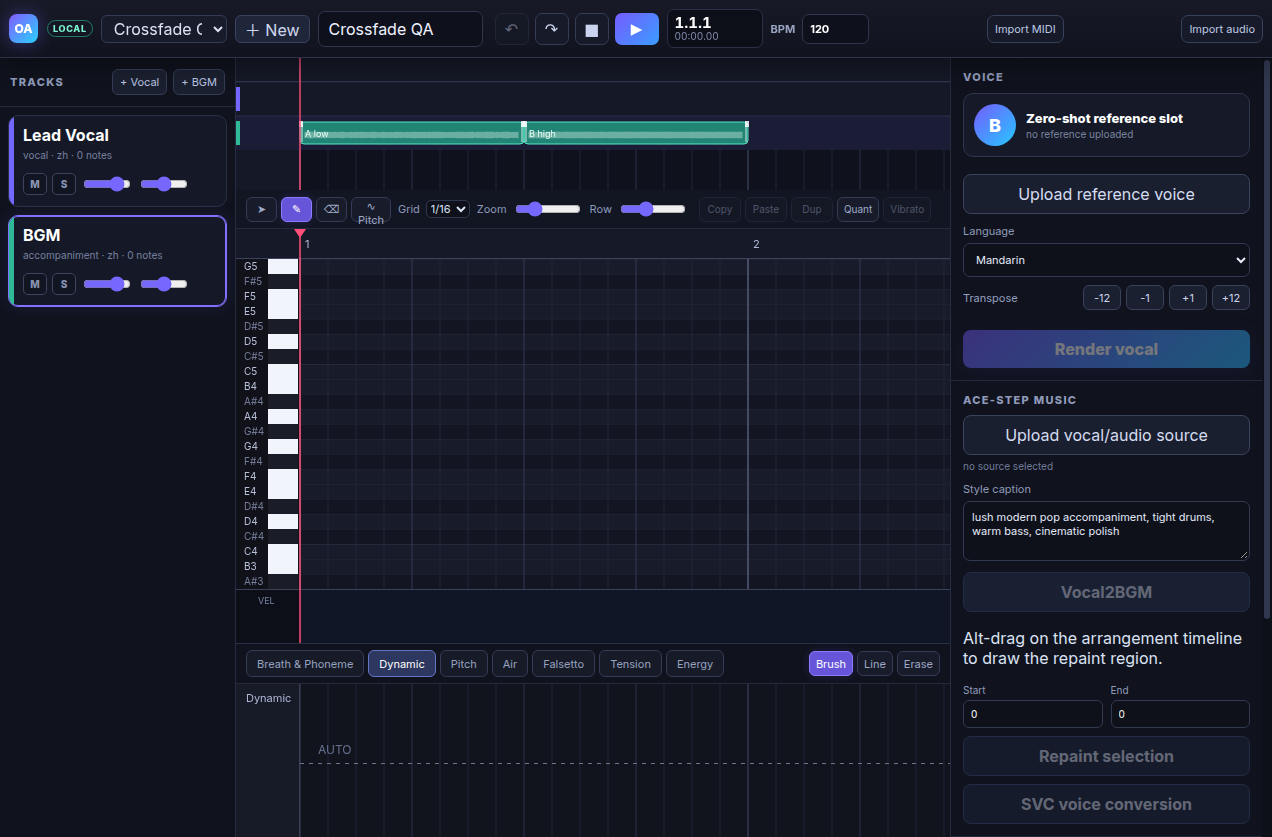 OA
LOCAL
Crossfade
+ New
Crossfade QA
1.1.1
00:00.00
BPM
120
Import MIDI
Import audio
TRACKS
+ Vocal
+ BGM
Lead Vocal
vocal · zh · 0 notes
M
S
BGM
accompaniment · zh · 0 notes
M
S
A low
B high
Pitch
Grid
1/16
Zoom
Row
Copy
Paste
Dup
Quant
Vibrato
1
2
G5
F#5
F5
E5
D#5
D5
C#5
C5
B4
A#4
A4
G#4
G4
F#4
F4
E4
D#4
D4
C#4
C4
B3
A#3
VEL
Breath & Phoneme
Dynamic
Pitch
Air
Falsetto
Tension
Energy
Brush
Line
Erase
Dynamic
AUTO
VOICE
B
Zero-shot reference slot
no reference uploaded
Upload reference voice
Language
Mandarin
Transpose
-12
-1
+1
+12
Render vocal
ACE-STEP MUSIC
Upload vocal/audio source
no source selected
Style caption
lush modern pop accompaniment, tight drums,
warm bass, cinematic polish
Vocal2BGM
Alt-drag on the arrangement timeline
to draw the repaint region.
Start
End
0
0
Repaint selection
SVC voice conversion